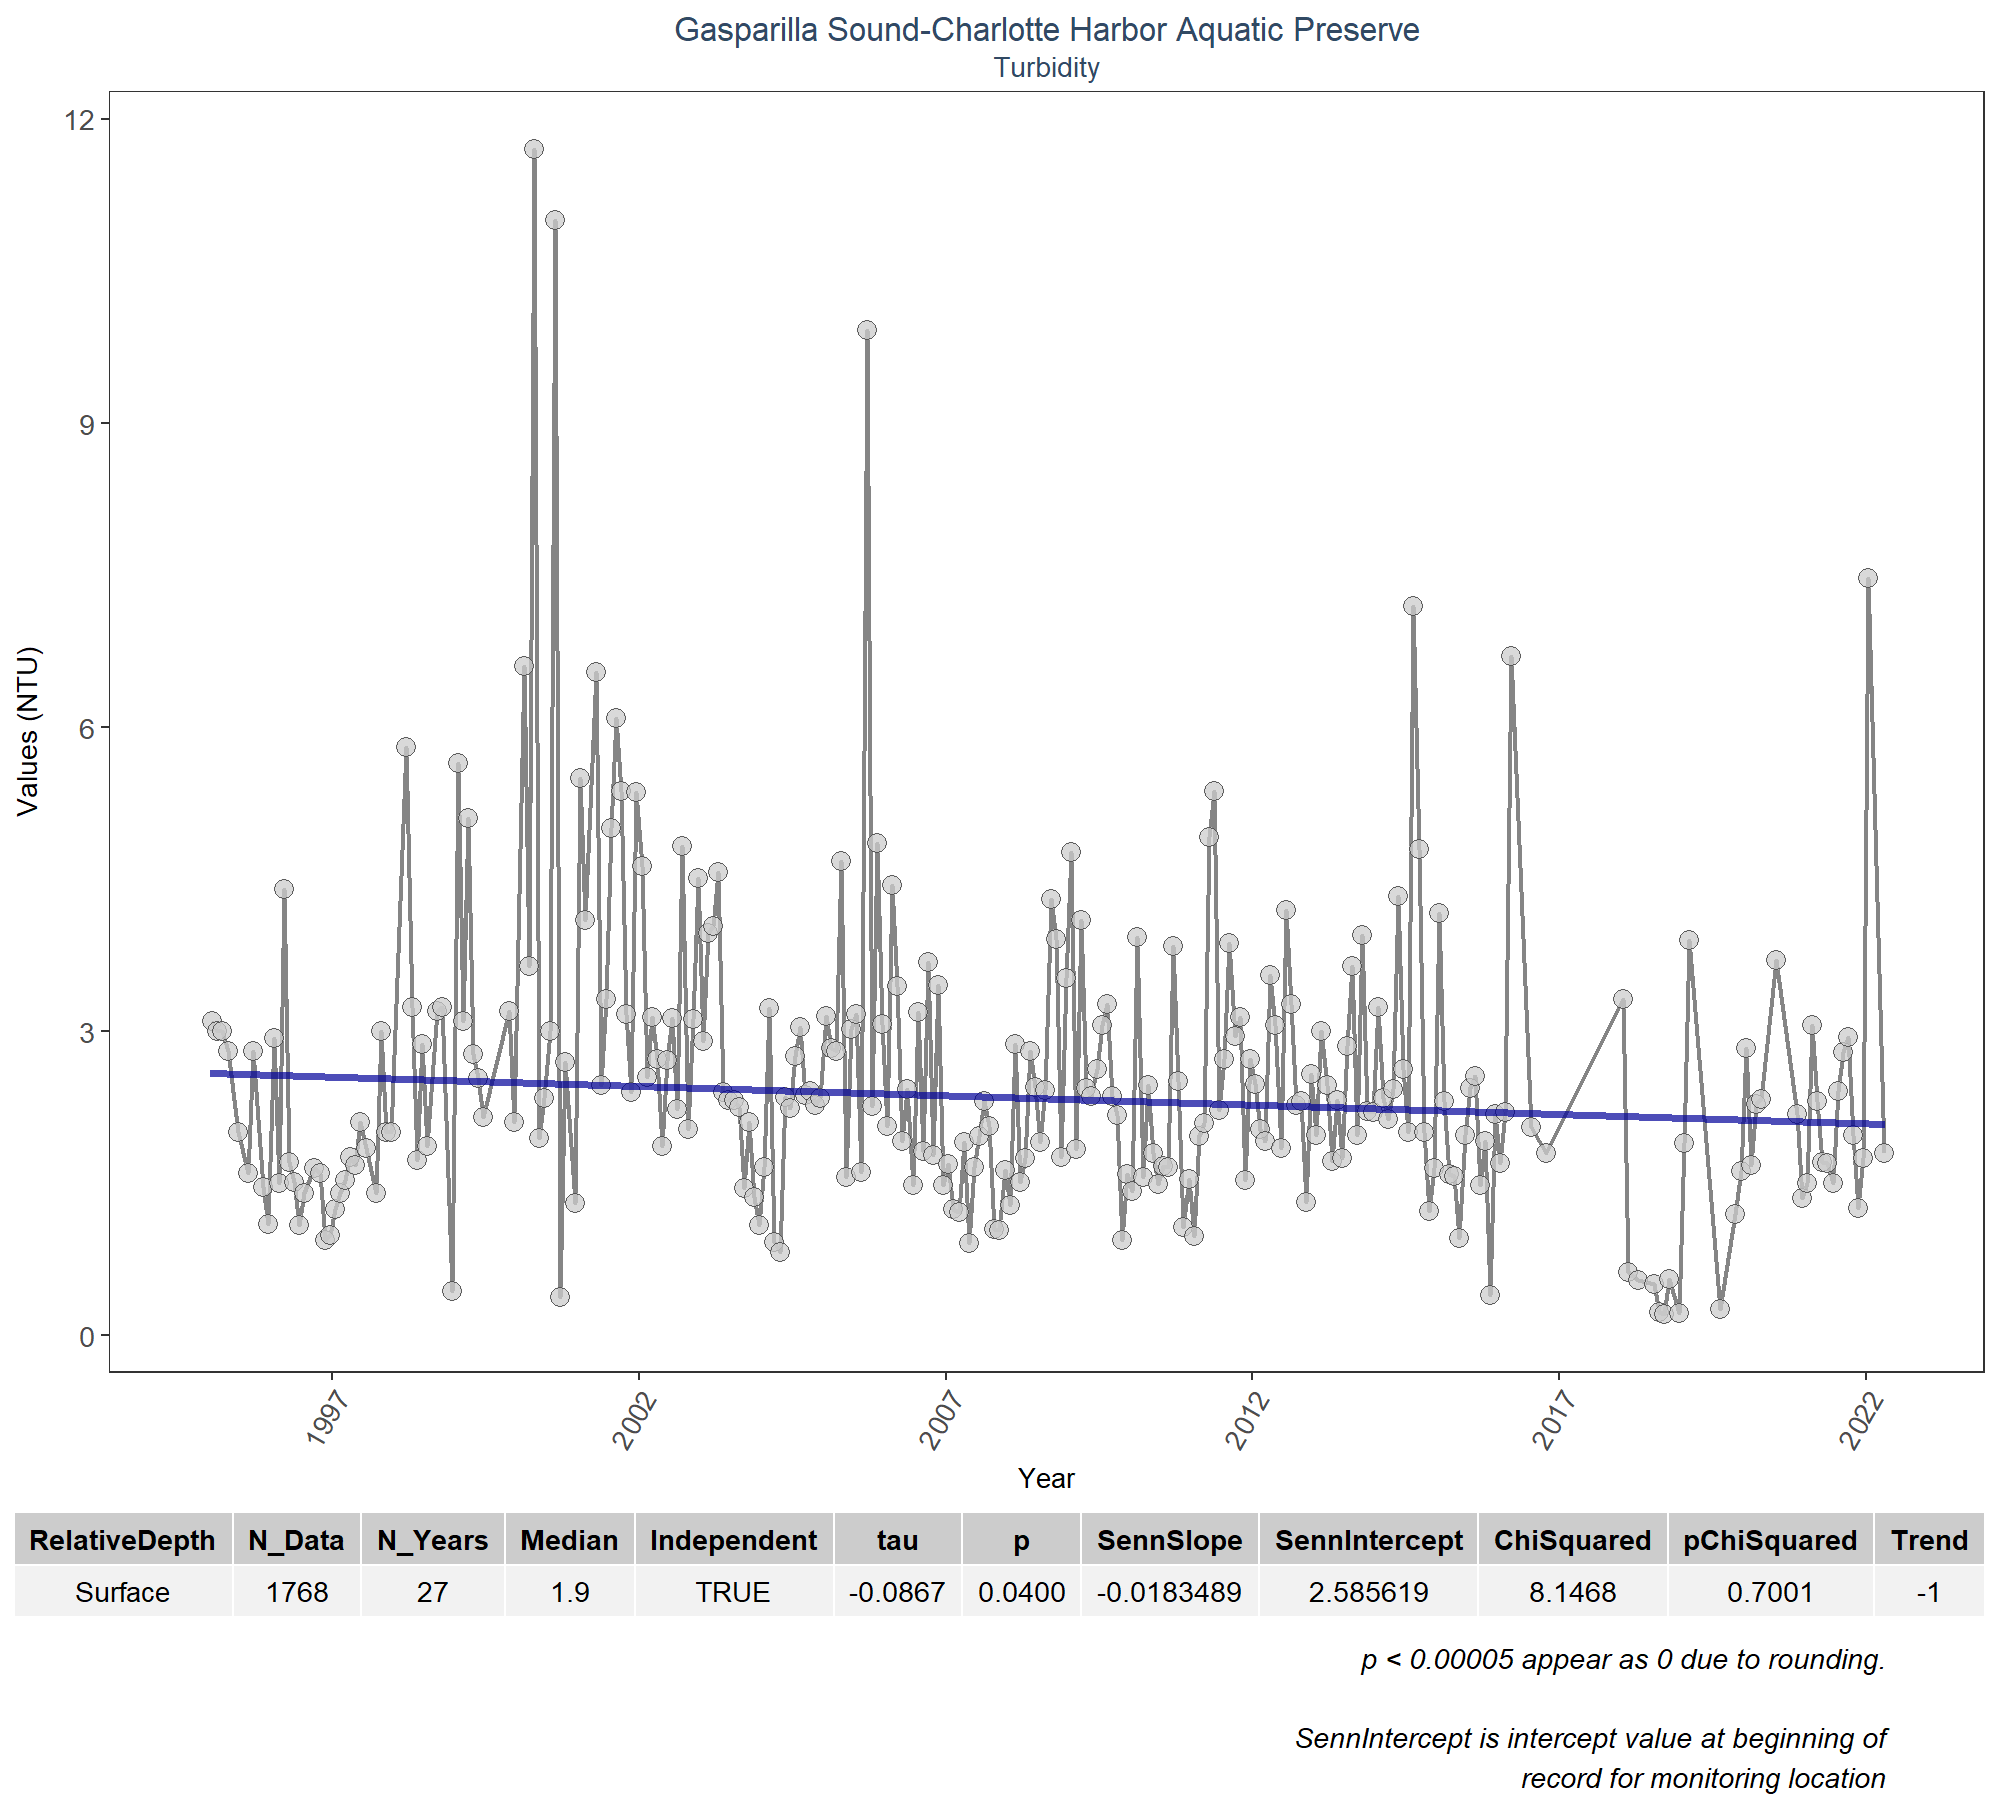 Gasparilla Sound-Charlotte Harbor Aquatic Preserve
Turbidity
Values (NTU)
12
9
6
3
0
1997
2002
2007
2012
2017
2022
Year
RelativeDepth N_Data N_Years Median Independent tau p SennSlope SennIntercept ChiSquared pChiSquared Trend
Surface 1768 27 1.9 TRUE -0.0867 0.0400 -0.0183489 2.585619 8.1468 0.7001 -1
p < 0.00005 appear as 0 due to rounding.
SennIntercept is intercept value at beginning of
record for monitoring location